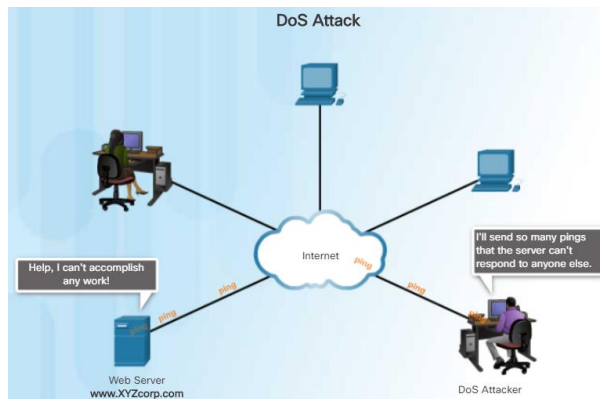 DoS Attack
Internet
ping
I'll send so many pings
that the server can't
respond to anyone else.
Help, I can't accomplish
any work!
ping
ping
ping
ping
ping
Web Server
www.XYZcorp.com
DoS Attacker